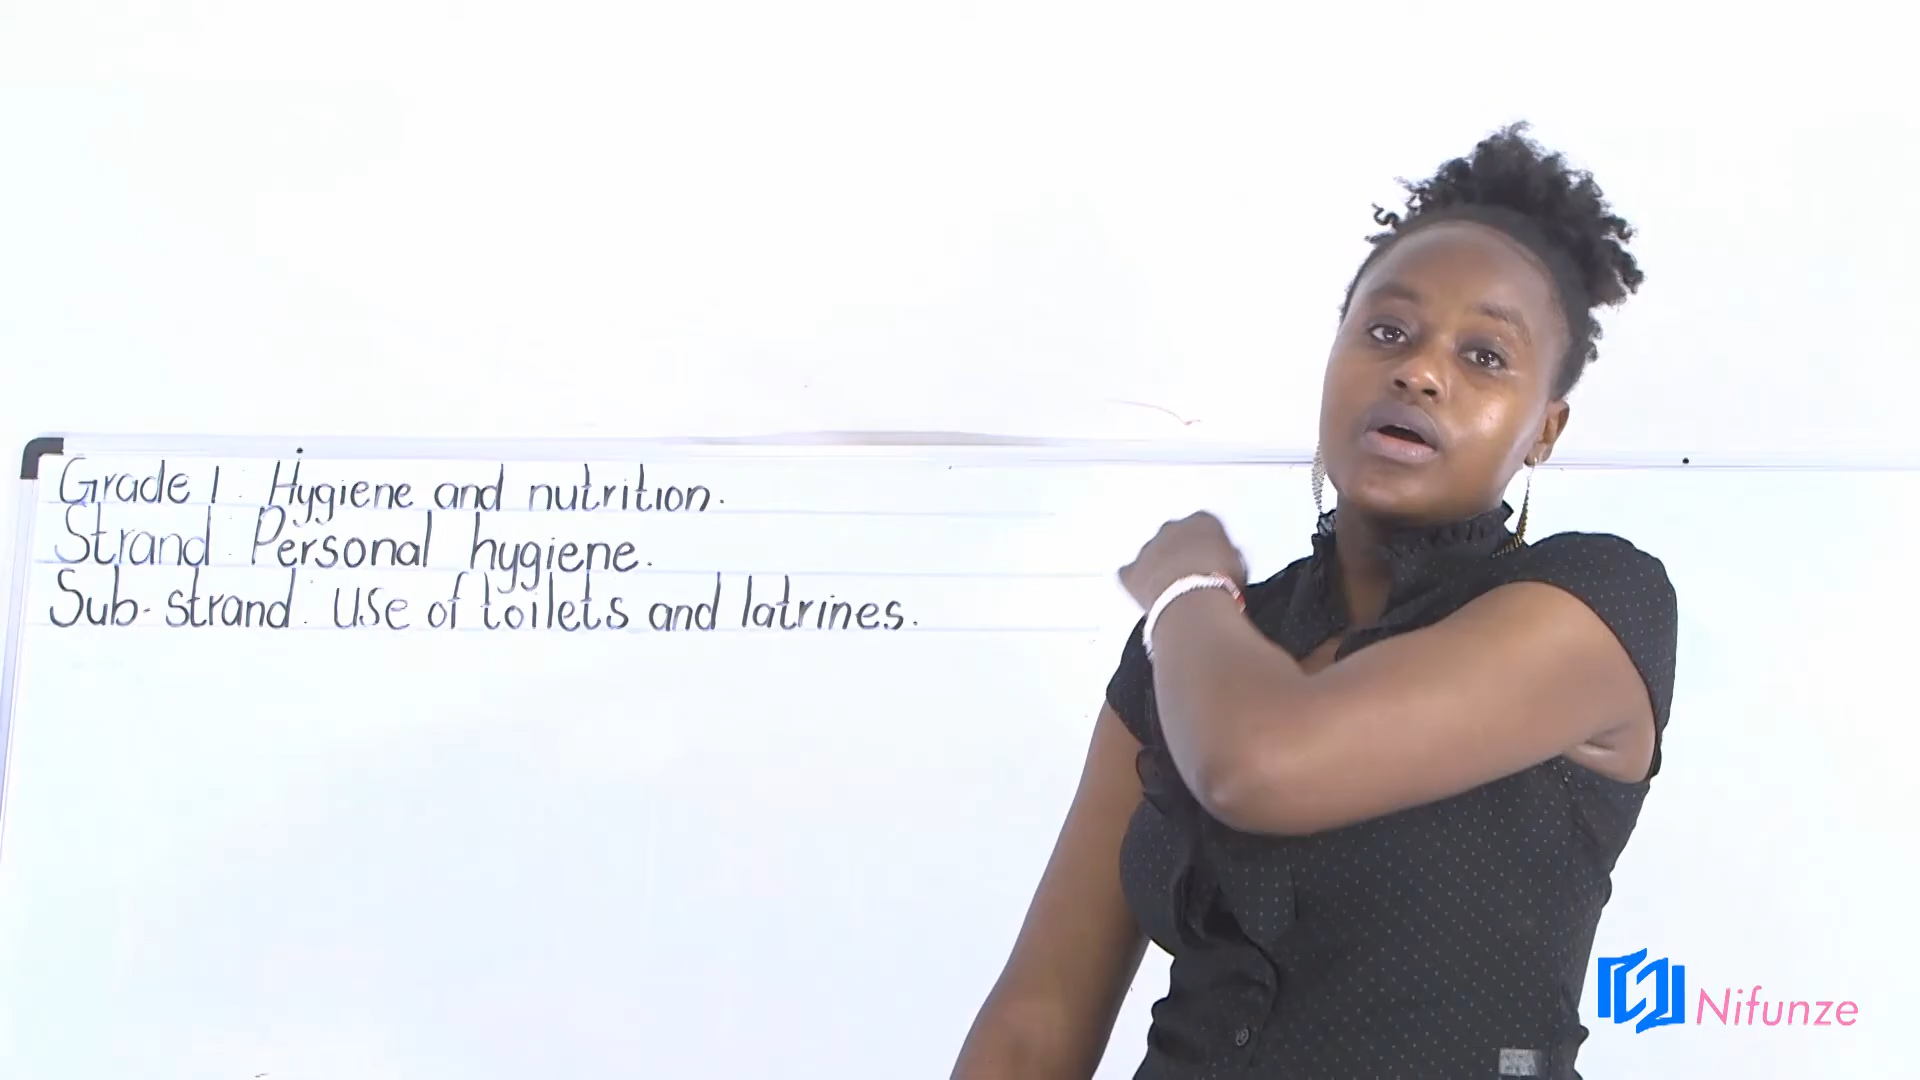 Grade 1 Hygiene and nutrition.
Strand: Personal hygiene.
Sub-strand: Use of toilets and latrines.
Nifunze